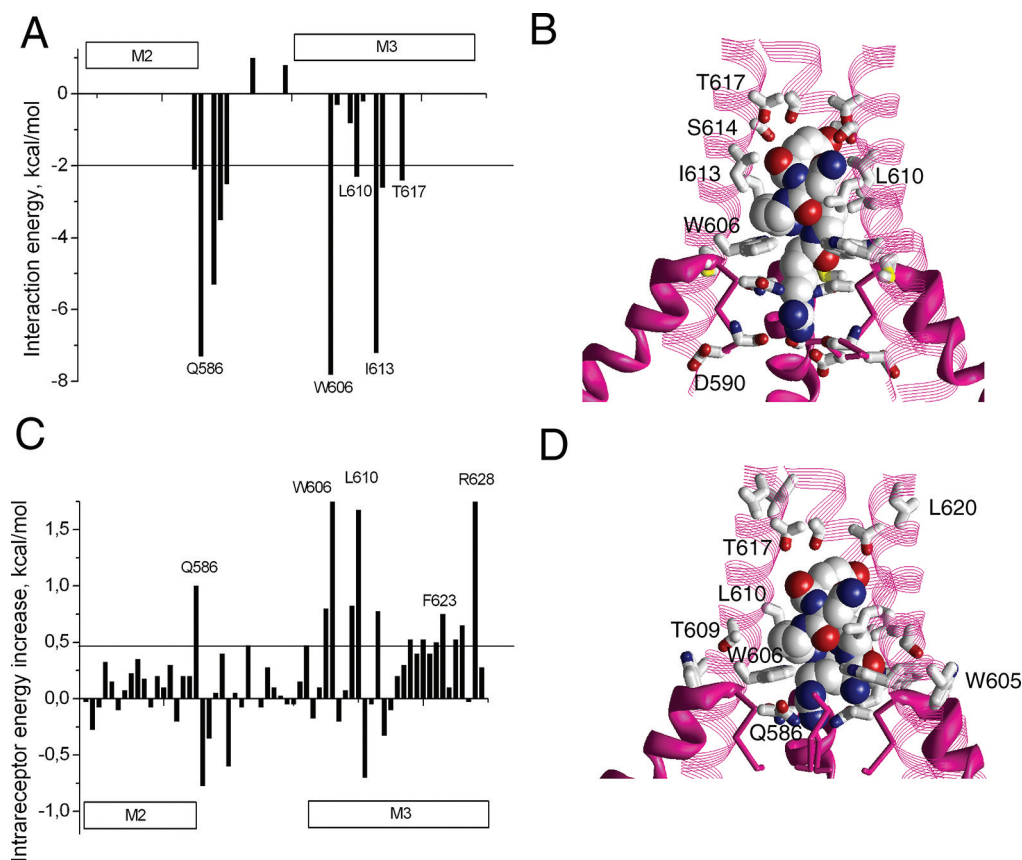 A
M2
M3
Interaction energy, kcal/mol
0
-2
-4
-6
-8
Q586
W606
L610
I613
T617
B
T617
S614
I613
L610
W606
D590
C
Intrareceptor energy increase, kcal/mol
1,5
1,0
0,5
0,0
-0,5
-1,0
Q586
W606
L610
F623
R628
M2
M3
D
L620
T617
L610
T609
W606
W605
Q586